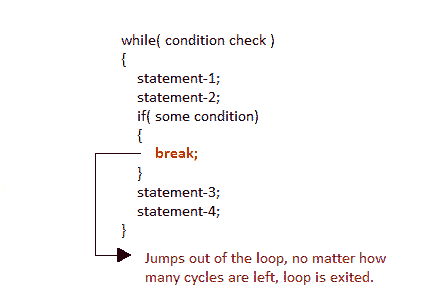 while( condition check )
{
statement-1;
statement-2;
if( some condition)
{
break;
}
statement-3;
statement-4;
}
Jumps out of the loop, no matter how
many cycles are left, loop is exited.